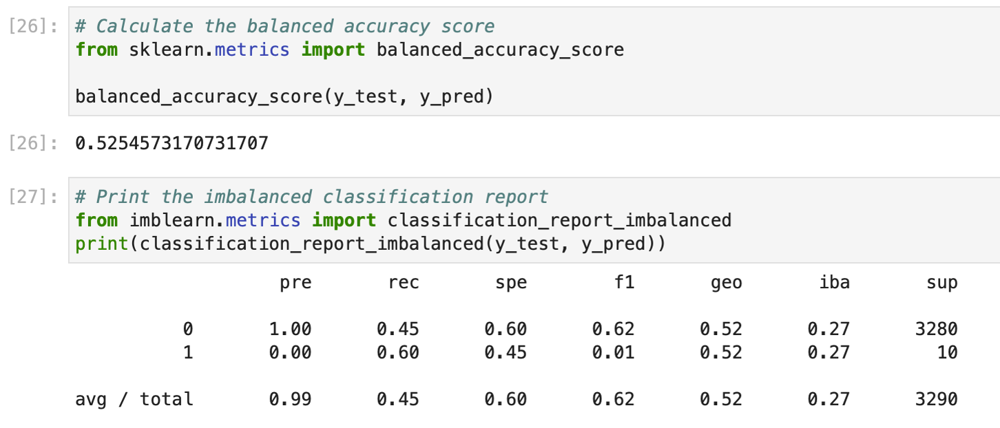 [26]: # Calculate the balanced accuracy score
from sklearn.metrics import balanced_accuracy_score
balanced_accuracy_score(y_test, y_pred)
[26]: 0.5254573170731707
[27]: # Print the imbalanced classification report
from imblearn.metrics import classification_report_imbalanced
print(classification_report_imbalanced(y_test, y_pred))
pre rec spe f1 geo iba sup
0 1.00 0.45 0.60 0.62 0.52 0.27 3280
1 0.00 0.60 0.45 0.01 0.52 0.27 10
avg / total 0.99 0.45 0.60 0.62 0.52 0.27 3290